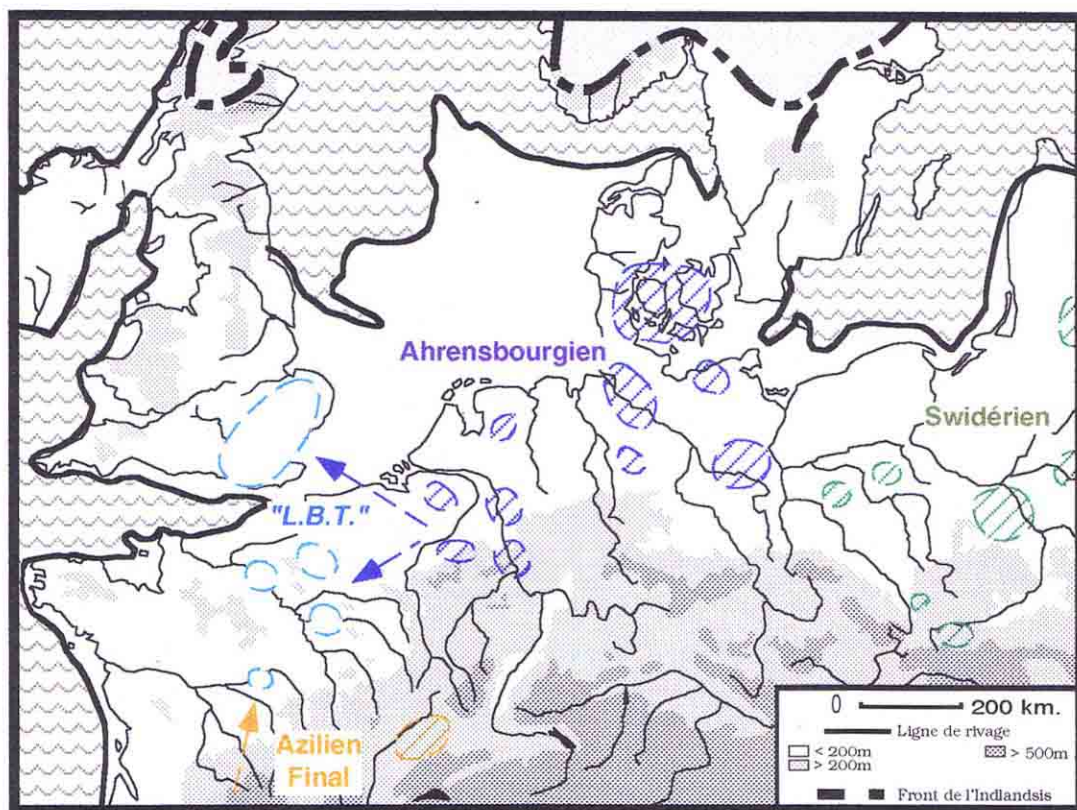 Ahrensbourgien
Swidérien
"L.B.T."
Azilien
Final
0 200 km.
Ligne de rivage
< 200m > 500m
> 200m
Front de l'Indlandsis